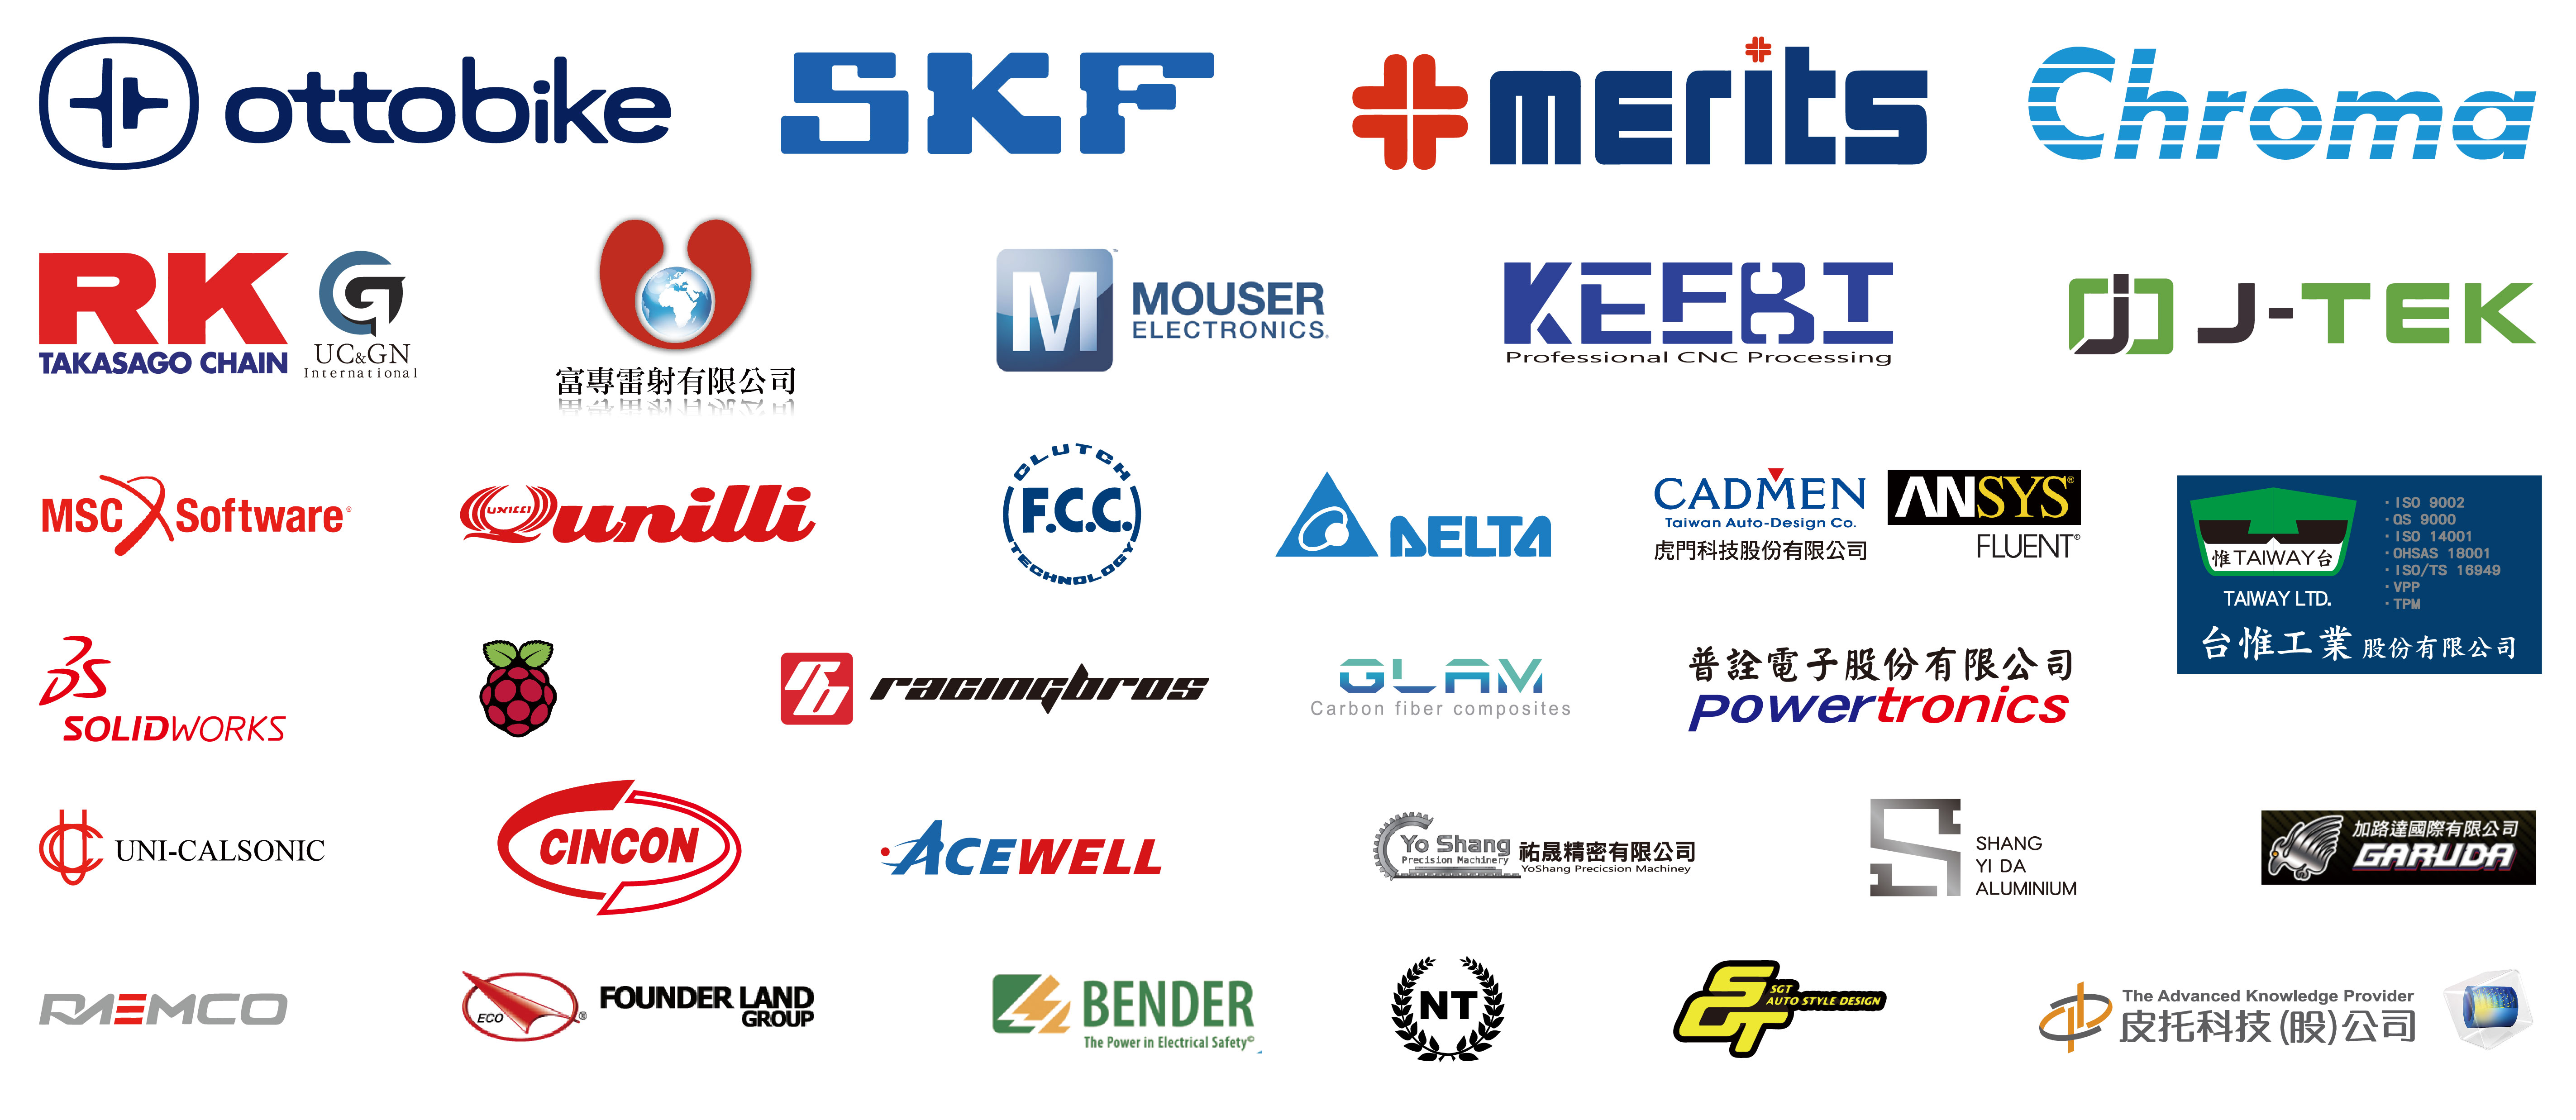 ottobike
SKF
merits
Chroma
RK
TAKASAGO CHAIN
UC&GN
International
富專雷射有限公司
M
™
MOUSER
ELECTRONICS®
KEFBI
Professional CNC Processing
J-TEK
MSC Software®
UNILLI
Qunilli
CLUTCH
F.C.C.
TECHNOLOGY
DELTA
CADMEN
Taiwan Auto-Design Co.
虎門科技股份有限公司
ANSYS®
FLUENT®
惟TAIWAY台
TAIWAY LTD.
· ISO 9002
· QS 9000
· ISO 14001
· OHSAS 18001
· ISO/TS 16949
· VPP
· TPM
台惟工業 股份有限公司
SOLIDWORKS
racingbros
GLAM
Carbon fiber composites
普詮電子股份有限公司
powertronics
UNI-CALSONIC
CINCON
ACEWELL
Yo Shang
Precision Machinery
祐晟精密有限公司
YoShang Precicsion Machiney
SHANG
YI DA
ALUMINIUM
加路達國際有限公司
GARUDA
RAEMCO
ECO
®
FOUNDER LAND
GROUP
BENDER
The Power in Electrical Safety©
NT
SGT
SGT
AUTO STYLE DESIGN
The Advanced Knowledge Provider
皮托科技(股)公司